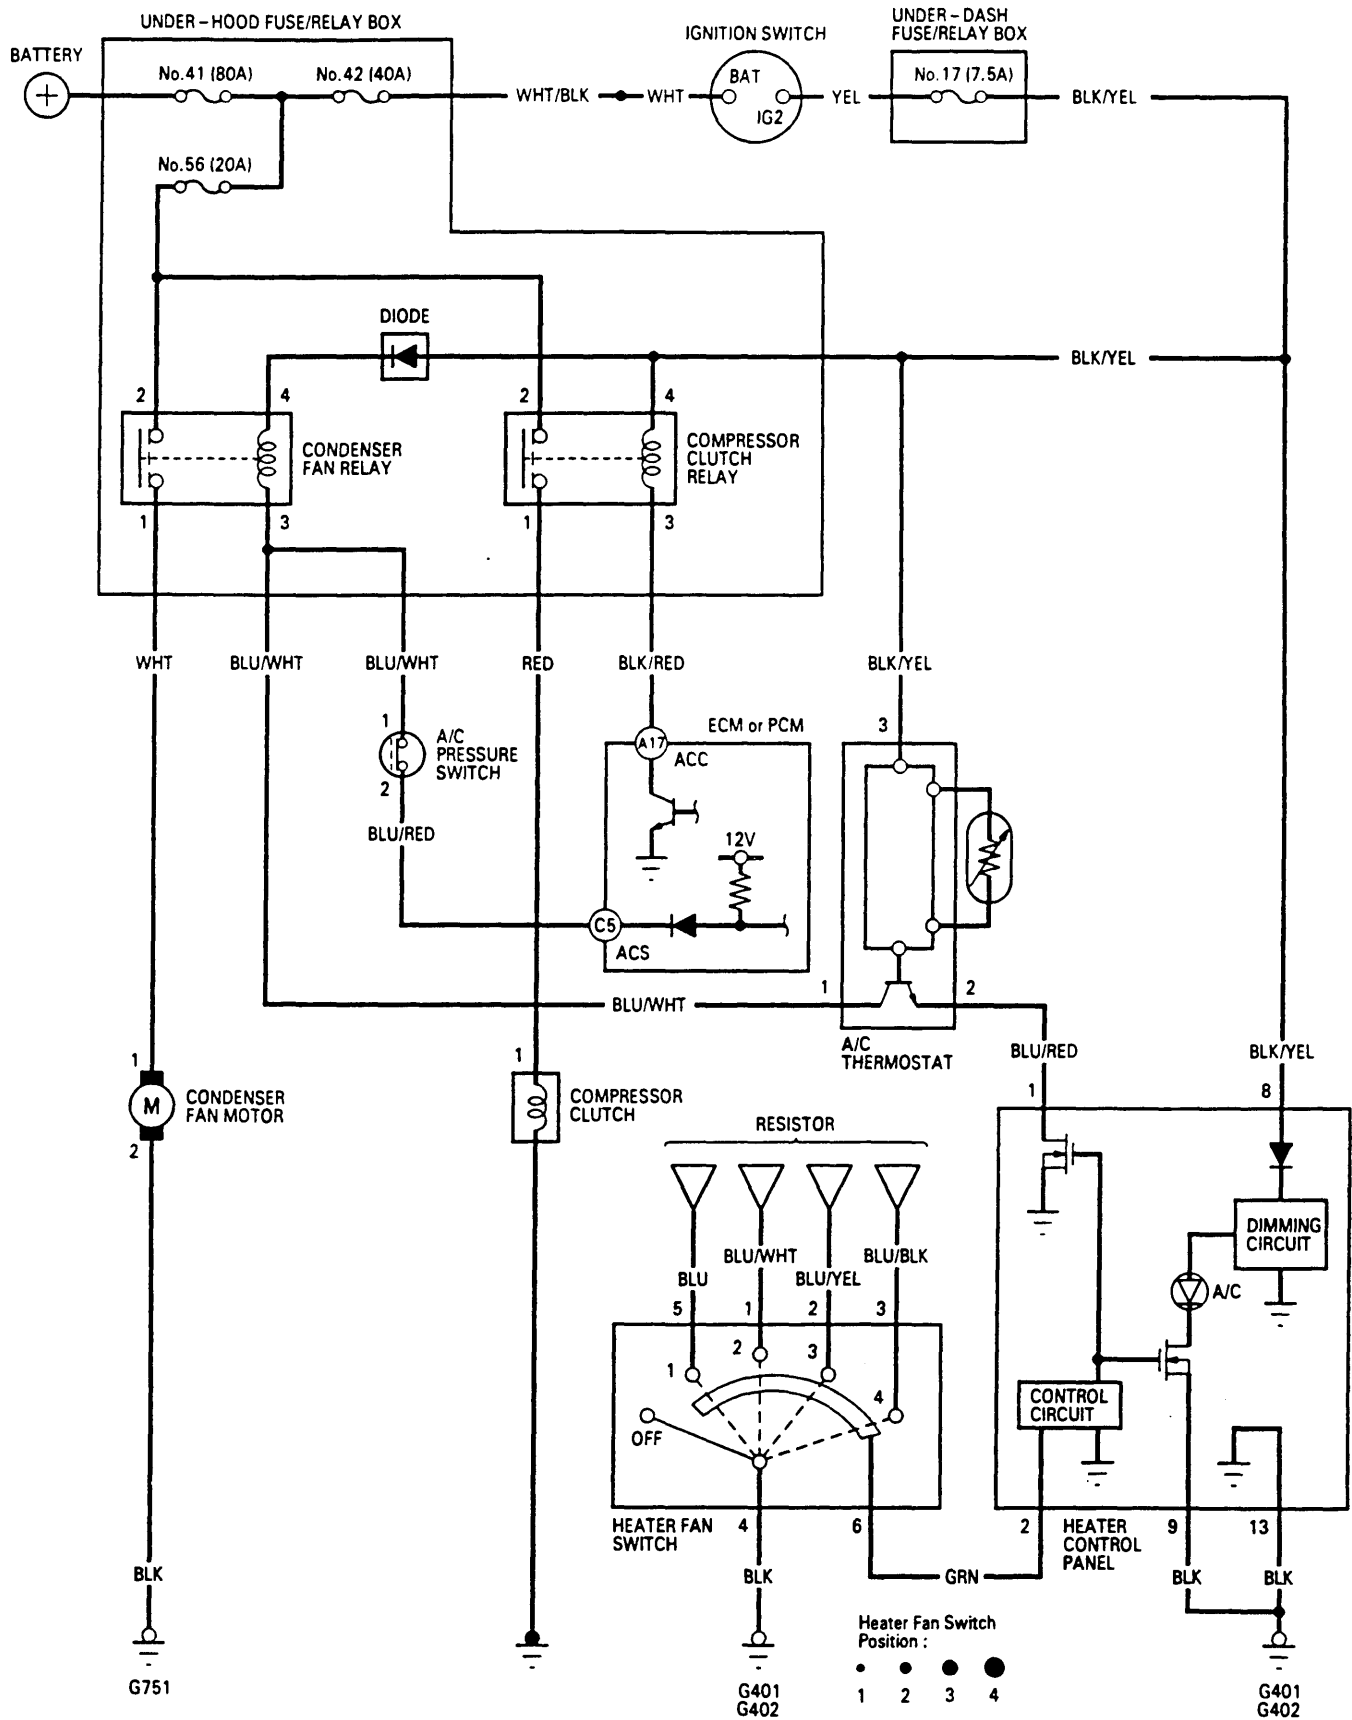 UNDER-HOOD FUSE/RELAY BOX
BATTERY
+
No.41 (80A)
No.42 (40A)
WHT/BLK
WHT
IGNITION SWITCH
BAT
IG2
YEL
UNDER-DASH
FUSE/RELAY BOX
No.17 (7.5A)
BLK/YEL
No.56 (20A)
DIODE
BLK/YEL
2
4
2
4
CONDENSER
FAN RELAY
COMPRESSOR
CLUTCH
RELAY
1
3
1
3
WHT
BLU/WHT
BLU/WHT
RED
BLK/RED
BLK/YEL
1
A/C
PRESSURE
SWITCH
2
BLU/RED
ECM or PCM
A17
ACC
12V
C5
ACS
3
1
2
BLU/WHT
A/C
THERMOSTAT
BLU/RED
BLK/YEL
1
M
2
CONDENSER
FAN MOTOR
1
COMPRESSOR
CLUTCH
RESISTOR
BLU
BLU/WHT
BLU/YEL
BLU/BLK
5
1
2
3
1
2
3
4
OFF
HEATER FAN
SWITCH
4
6
BLK
GRN
1
8
DIMMING
CIRCUIT
A/C
CONTROL
CIRCUIT
2
HEATER
CONTROL
PANEL
9
13
BLK
BLK
BLK
G751
G401
G402
Heater Fan Switch
Position :
1 2 3 4
G401
G402